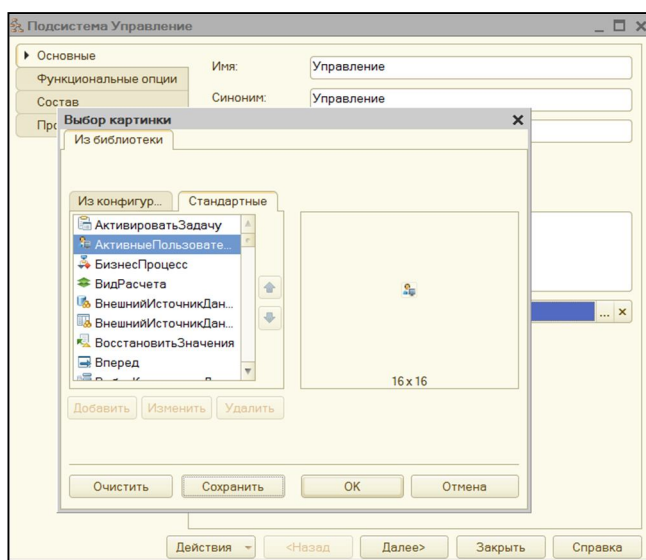 Подсистема Управление
Основные
Функциональные опции
Состав
Имя:
Управление
Синоним:
Управление
Выбор картинки
Из библиотеки
Из конфигур...
Стандартные
АктивироватьЗадачу
АктивныеПользовате...
БизнесПроцесс
ВидРасчета
ВнешнийИсточникДан...
ВнешнийИсточникДан...
ВосстановитьЗначения
Вперед
16 x 16
...
Добавить
Изменить
Удалить
Очистить
Сохранить
OK
Отмена
Действия
<Назад
Далее>
Закрыть
Справка